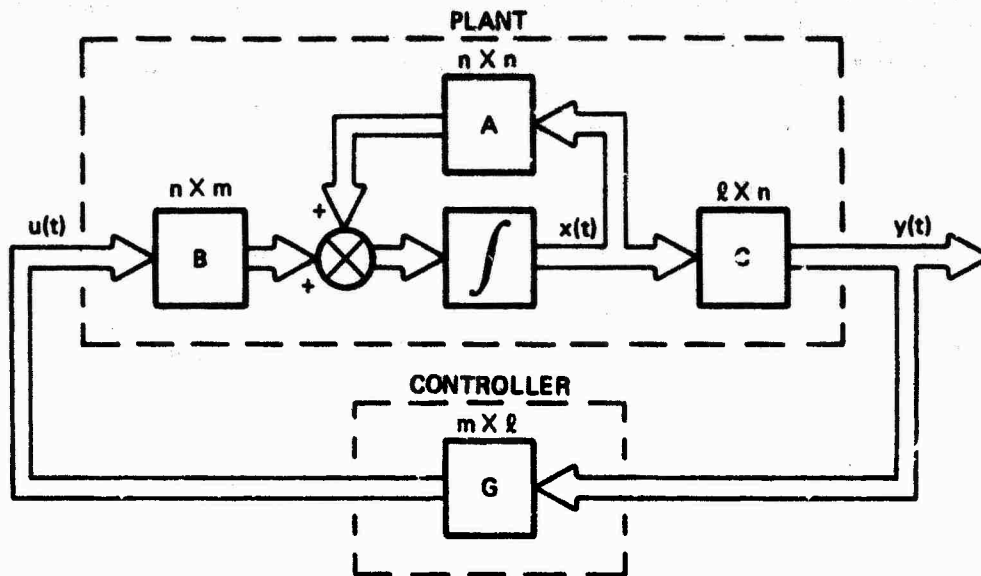 PLANT
n X n
A
n X m
ℓ X n
u(t)
+
x(t)
y(t)
B
∫
C
+
CONTROLLER
m X ℓ
G